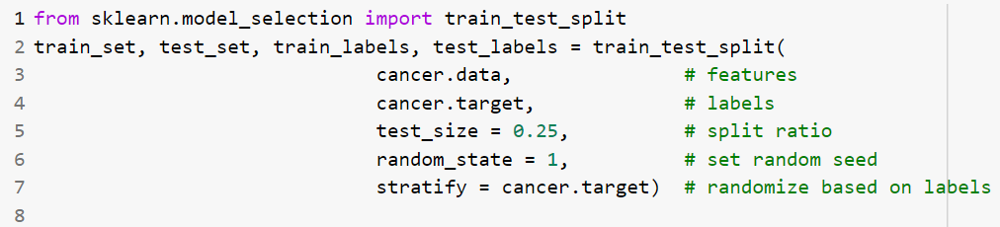 1 from sklearn.model_selection import train_test_split
2 train_set, test_set, train_labels, test_labels = train_test_split(
3                               cancer.data,               # features
4                               cancer.target,             # labels
5                               test_size = 0.25,          # split ratio
6                               random_state = 1,          # set random seed
7                               stratify = cancer.target)  # randomize based on labels
8